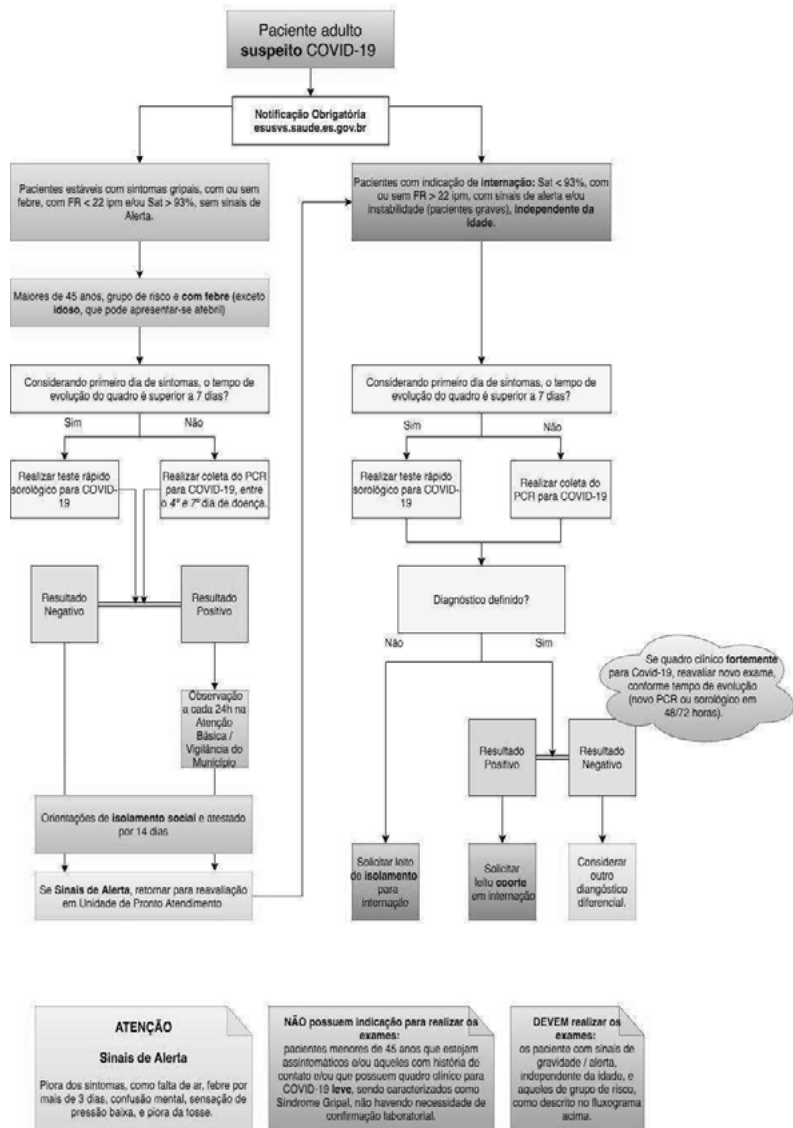 Paciente adulto
suspeito COVID-19
Notificação Obrigatória
esusvs.saude.es.gov.br
Pacientes estáveis com sintomas gripais, com ou sem
febre, com FR < 22 ipm e/ou Sat > 93%, sem sinais de
Alerta.
Pacientes com indicação de Internação: Sat < 93%, com
ou sem FR > 22 ipm, com sinais de alerta e/ou
instabilidade (pacientes graves), independente da
idade.
Maiores de 45 anos, grupo de risco e com febre (exceto
idoso, que pode apresentar-se afebril)
Considerando primeiro dia de sintomas, o tempo de
evolução do quadro é superior a 7 dias?
Sim
Não
Realizar teste rápido
sorológico para COVID-
19
Realizar coleta do PCR
para COVID-19, entre
o 4º e 7º dia de doença.
Resultado
Negativo
Resultado
Positivo
Observação
a cada 24h na
Atenção
Básica /
Vigilância do
Município
Orientações de isolamento social e atestado
por 14 dias
Se Sinais de Alerta, retornar para reavaliação
em Unidade de Pronto Atendimento
Considerando primeiro dia de sintomas, o tempo de
evolução do quadro é superior a 7 dias?
Sim
Não
Realizar teste rápido
sorológico para COVID-
19
Realizar coleta do
PCR para COVID-19
Diagnóstico definido?
Não
Sim
Se quadro clínico fortemente
para Covid-19, reavaliar novo exame,
conforme tempo de evolução
(novo PCR ou sorológico em
48/72 horas).
Resultado
Positivo
Resultado
Negativo
Solicitar leito
de isolamento
para
internação
Solicitar
leito coorte
em internação
Considerar
outro
diangóstico
diferencial.
ATENÇÃO
Sinais de Alerta
Piora dos sintomas, como falta de ar, febre por
mais de 3 dias, confusão mental, sensação de
pressão baixa, e piora da tosse.
NÃO possuem indicação para realizar os
exames:
pacientes menores de 45 anos que estejam
assintomáticos e/ou aqueles com história de
contato e/ou que possuem quadro clínico para
COVID-19 leve, sendo caracterizados como
Síndrome Gripal, não havendo necessidade de
confirmação laboratorial.
DEVEM realizar os exames:
os paciente com sinais de
gravidade / alerta,
independente da idade, e
aqueles de grupo de risco,
como descrito no fluxograma
acima.